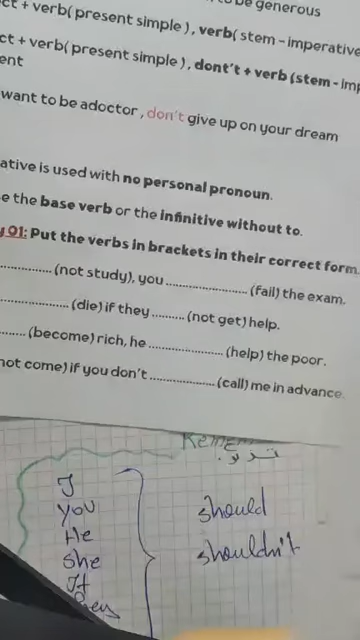 be generous
ct + verb( present simple ), verb( stem - imperative
ct + verb( present simple ), dont't + verb (stem - imp
ent
want to be adoctor, don't give up on your dream
ative is used with no personal pronoun.
e the base verb or the infinitive without to.
y 01: Put the verbs in brackets in their correct form.
.............. (not study), you ...................... (fail) the exam.
.................. (die) if they ......... (not get) help.
....... (become) rich, he ..................... (help) the poor.
not come) if you don't .................. (call) me in advance.
I
you
He
she
It
should
shouldn't